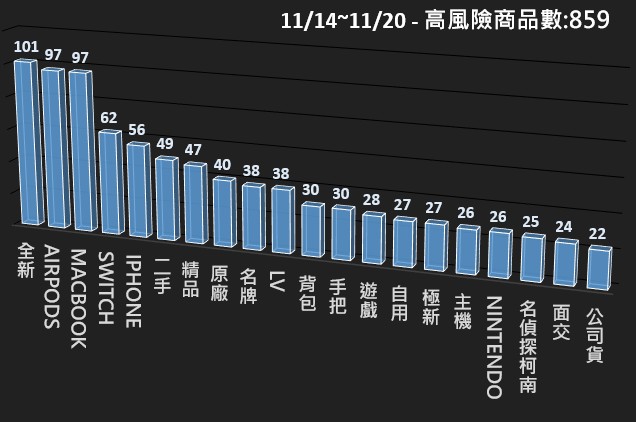 11/14~11/20 - 高風險商品數:859
101
97
97
62
56
49
47
40
38
38
30
30
28
27
27
26
26
25
24
22
全新
AIRPODS
MACBOOK
SWITCH
IPHONE
二手
精品
原廠
名牌
LV
背包
手把
遊戲
自用
極新
主機
NINTENDO
名偵探柯南
面交
公司貨